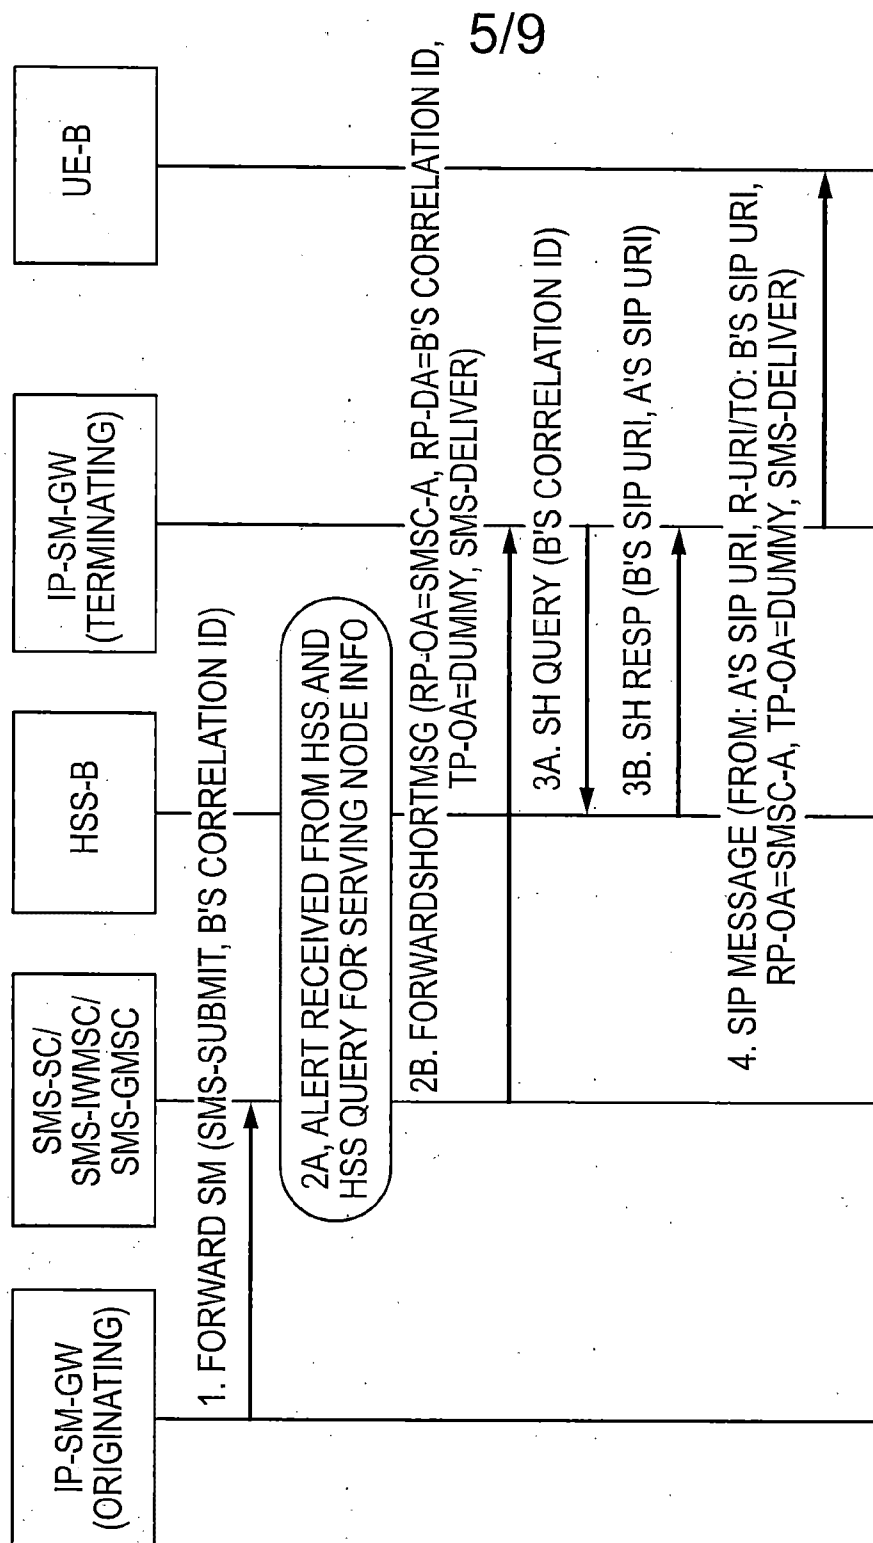 5/9
IP-SM-GW
(ORIGINATING)
SMS-SC/
SMS-IWMSC/
SMS-GMSC
HSS-B
IP-SM-GW
(TERMINATING)
UE-B
1. FORWARD SM (SMS-SUBMIT, B'S CORRELATION ID)
2A, ALERT RECEIVED FROM HSS AND
HSS QUERY FOR SERVING NODE INFO
2B. FORWARDSHORTMSG (RP-OA=SMSC-A, RP-DA=B'S CORRELATION ID,
TP-OA=DUMMY, SMS-DELIVER)
3A. SH QUERY (B'S CORRELATION ID)
3B. SH RESP (B'S SIP URI, A'S SIP URI)
4. SIP MESSAGE (FROM: A'S SIP URI, R-URI/TO: B'S SIP URI,
RP-OA=SMSC-A, TP-OA=DUMMY, SMS-DELIVER)